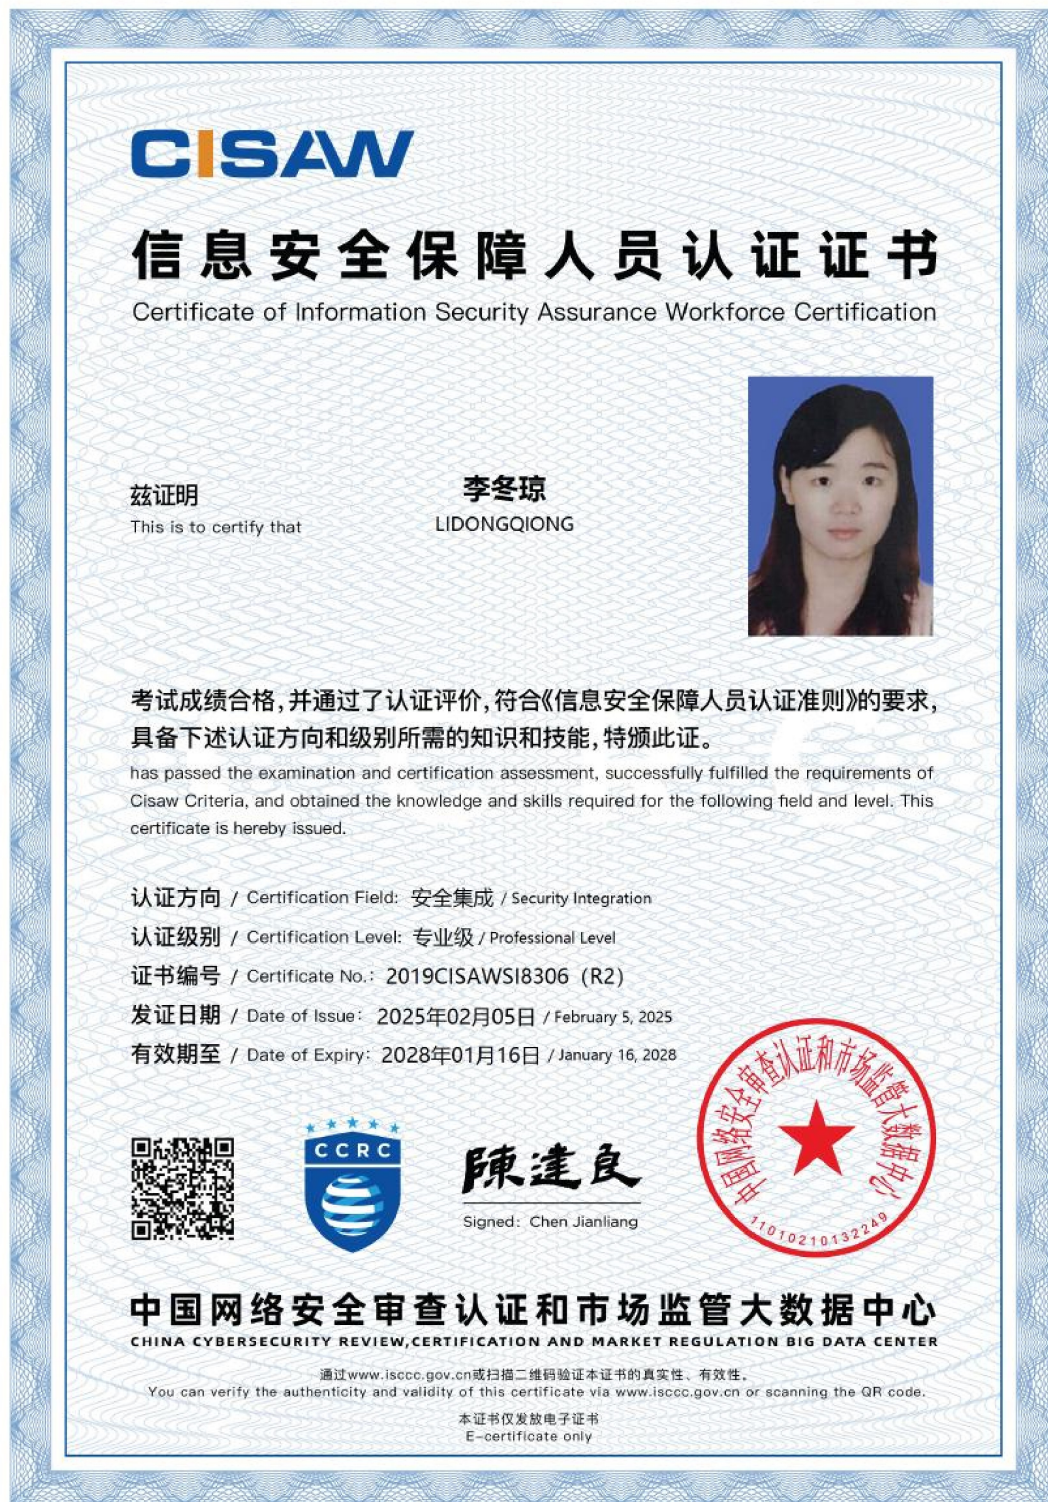 CISAW
信息安全保障人员认证证书
Certificate of Information Security Assurance Workforce Certification
兹证明
This is to certify that
李冬琼
LIDONGQIONG
考试成绩合格,并通过了认证评价,符合《信息安全保障人员认证准则》的要求,
具备下述认证方向和级别所需的知识和技能,特颁此证。
has passed the examination and certification assessment, successfully fulfilled the requirements of
Cisaw Criteria, and obtained the knowledge and skills required for the following field and level. This
certificate is hereby issued.
认证方向 / Certification Field: 安全集成 / Security Integration
认证级别 / Certification Level: 专业级 / Professional Level
证书编号 / Certificate No.: 2019CISAWSI8306（R2）
发证日期 / Date of Issue: 2025年02月05日 / February 5, 2025
有效期至 / Date of Expiry: 2028年01月16日 / January 16, 2028
CCRC
陳建良
Signed: Chen Jianliang
中国网络安全审查认证和市场监管大数据中心
11010210132249
中国网络安全审查认证和市场监管大数据中心
CHINA CYBERSECURITY REVIEW,CERTIFICATION AND MARKET REGULATION BIG DATA CENTER
通过www.isccc.gov.cn或扫描二维码验证本证书的真实性、有效性。
You can verify the authenticity and validity of this certificate via www.isccc.gov.cn or scanning the QR code.
本证书仅发放电子证书
E-certificate only